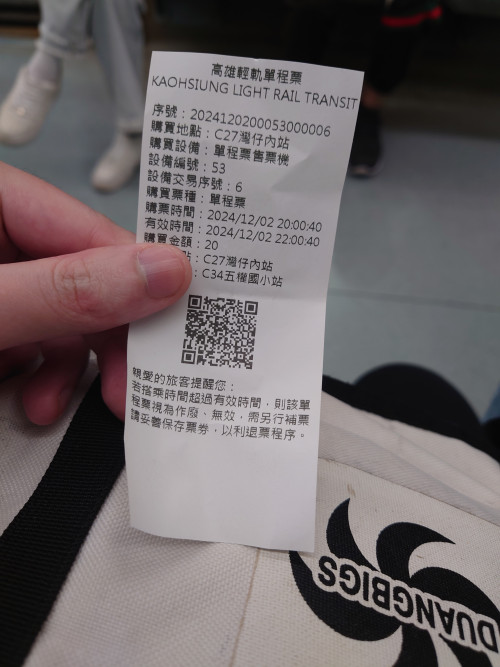 高雄輕軌單程票
KAOHSIUNG LIGHT RAIL TRANSIT
序號：2024120200053000006
購買地點：C27灣仔內站
購買設備：單程票售票機
設備編號：53
設備交易序號：6
購買票種：單程票
購票時間：2024/12/02 20:00:40
有效時間：2024/12/02 22:00:40
購買金額：20
點：C27灣仔內站
：C34五權國小站
親愛的旅客提醒您：
若搭乘時間超過有效時間，則該單
程票視為作廢、無效，需另行補票
請妥善保存票券，以利退票程序。
DUANGBIGS